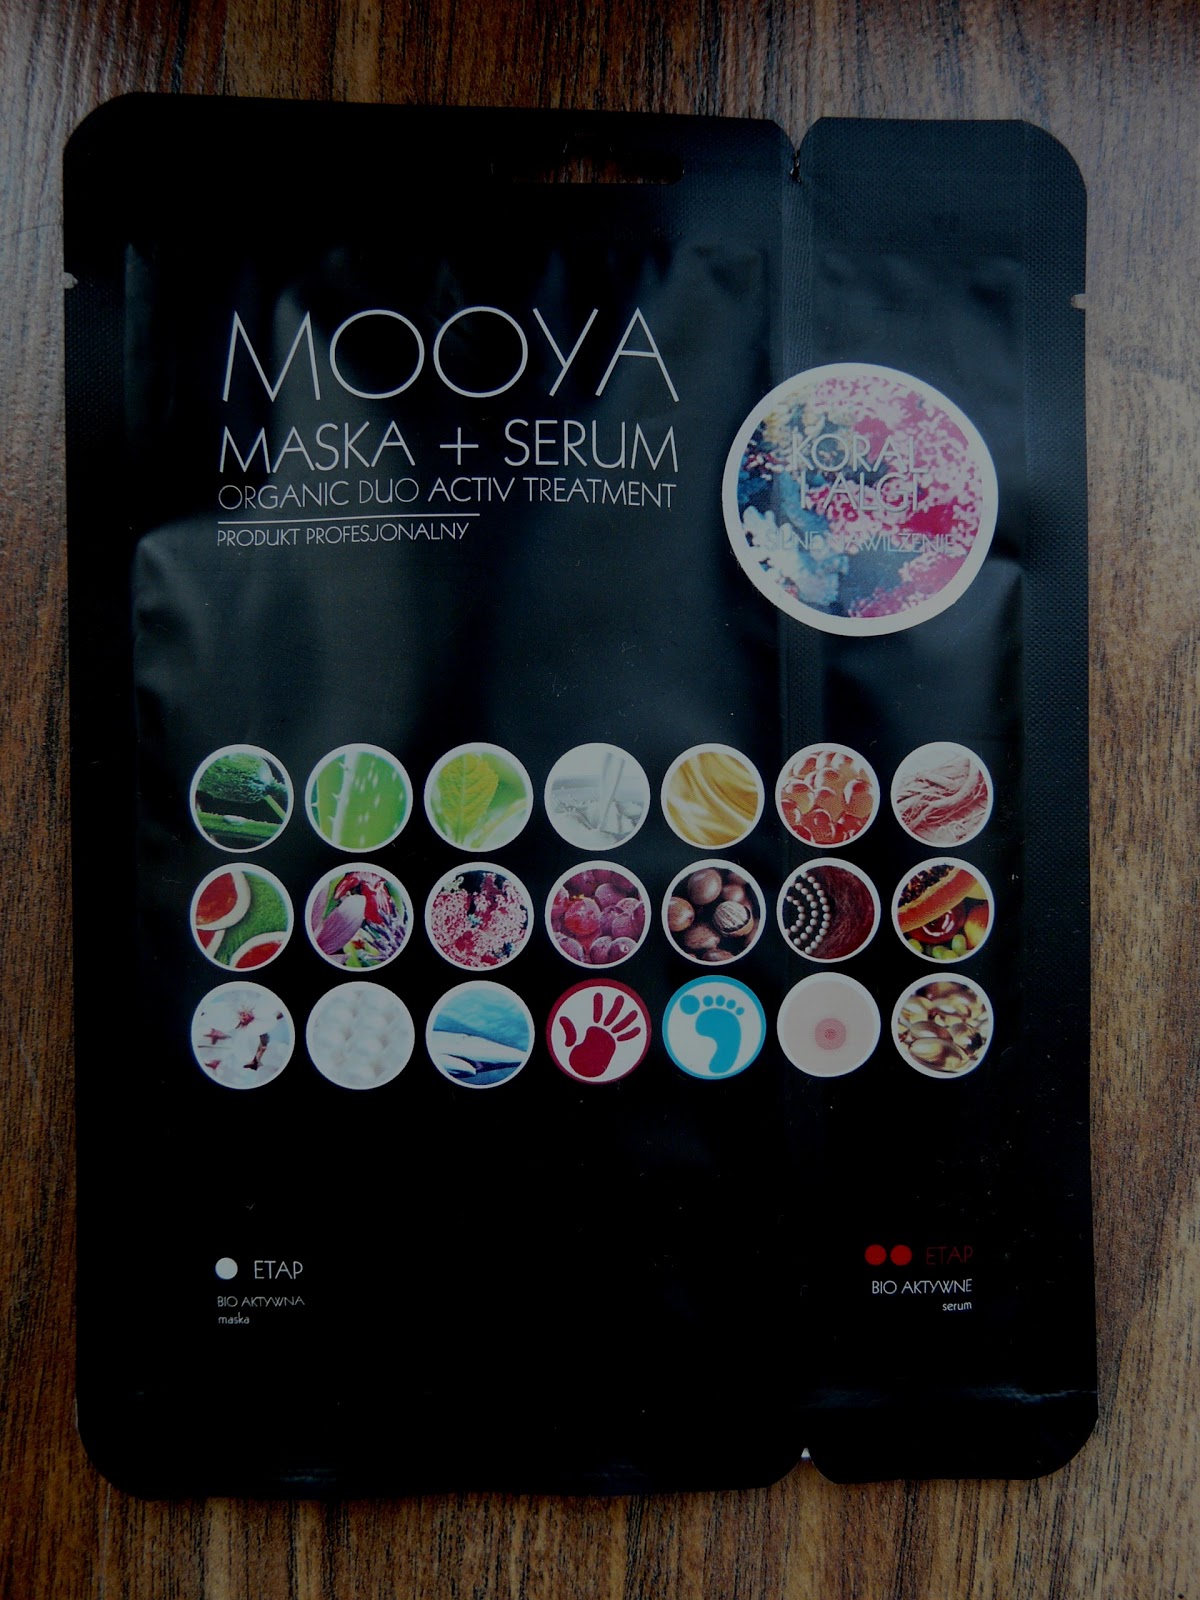 MOOYA
MASKA + SERUM
ORGANIC DUO ACTIV TREATMENT
PRODUKT PROFESJONALNY
KORAL
I ALGI
NAWILŻENIE
ETAP
BIO AKTYWNA
maska
ETAP
BIO AKTYWNE
serum